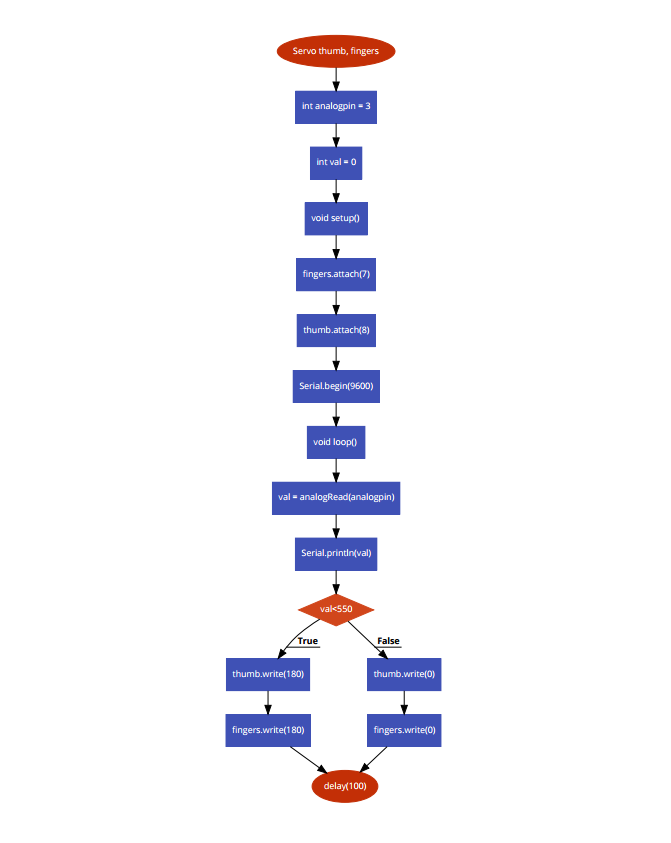 Servo thumb, fingers
int analogpin = 3
int val = 0
void setup()
fingers.attach(7)
thumb.attach(8)
Serial.begin(9600)
void loop()
val = analogRead(analogpin)
Serial.println(val)
val<550
True
False
thumb.write(180)
thumb.write(0)
fingers.write(180)
fingers.write(0)
delay(100)